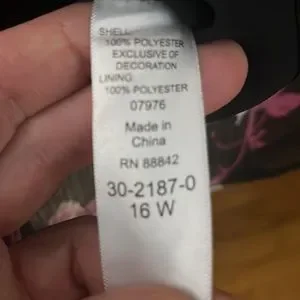 SHELL:
100% POLYESTER
EXCLUSIVE OF
DECORATION
LINING:
100% POLYESTER
07976
Made in
China
RN 88842
30-2187-0
16 W